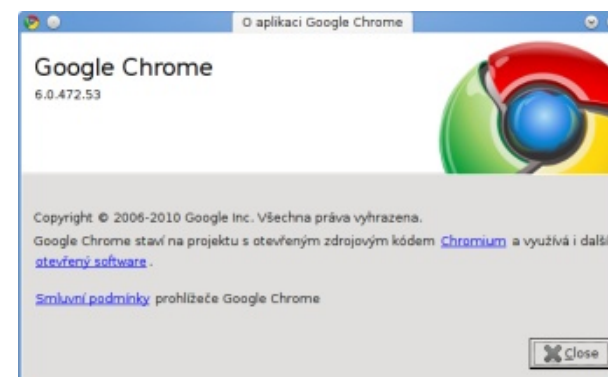 O aplikaci Google Chrome
Google Chrome
6.0.472.53
Copyright © 2006-2010 Google Inc. Všechna práva vyhrazena.
Google Chrome staví na projektu s otevřeným zdrojovým kódem Chromium a využívá i další
otevřený software.
Smluvní podmínky prohlížeče Google Chrome
Close